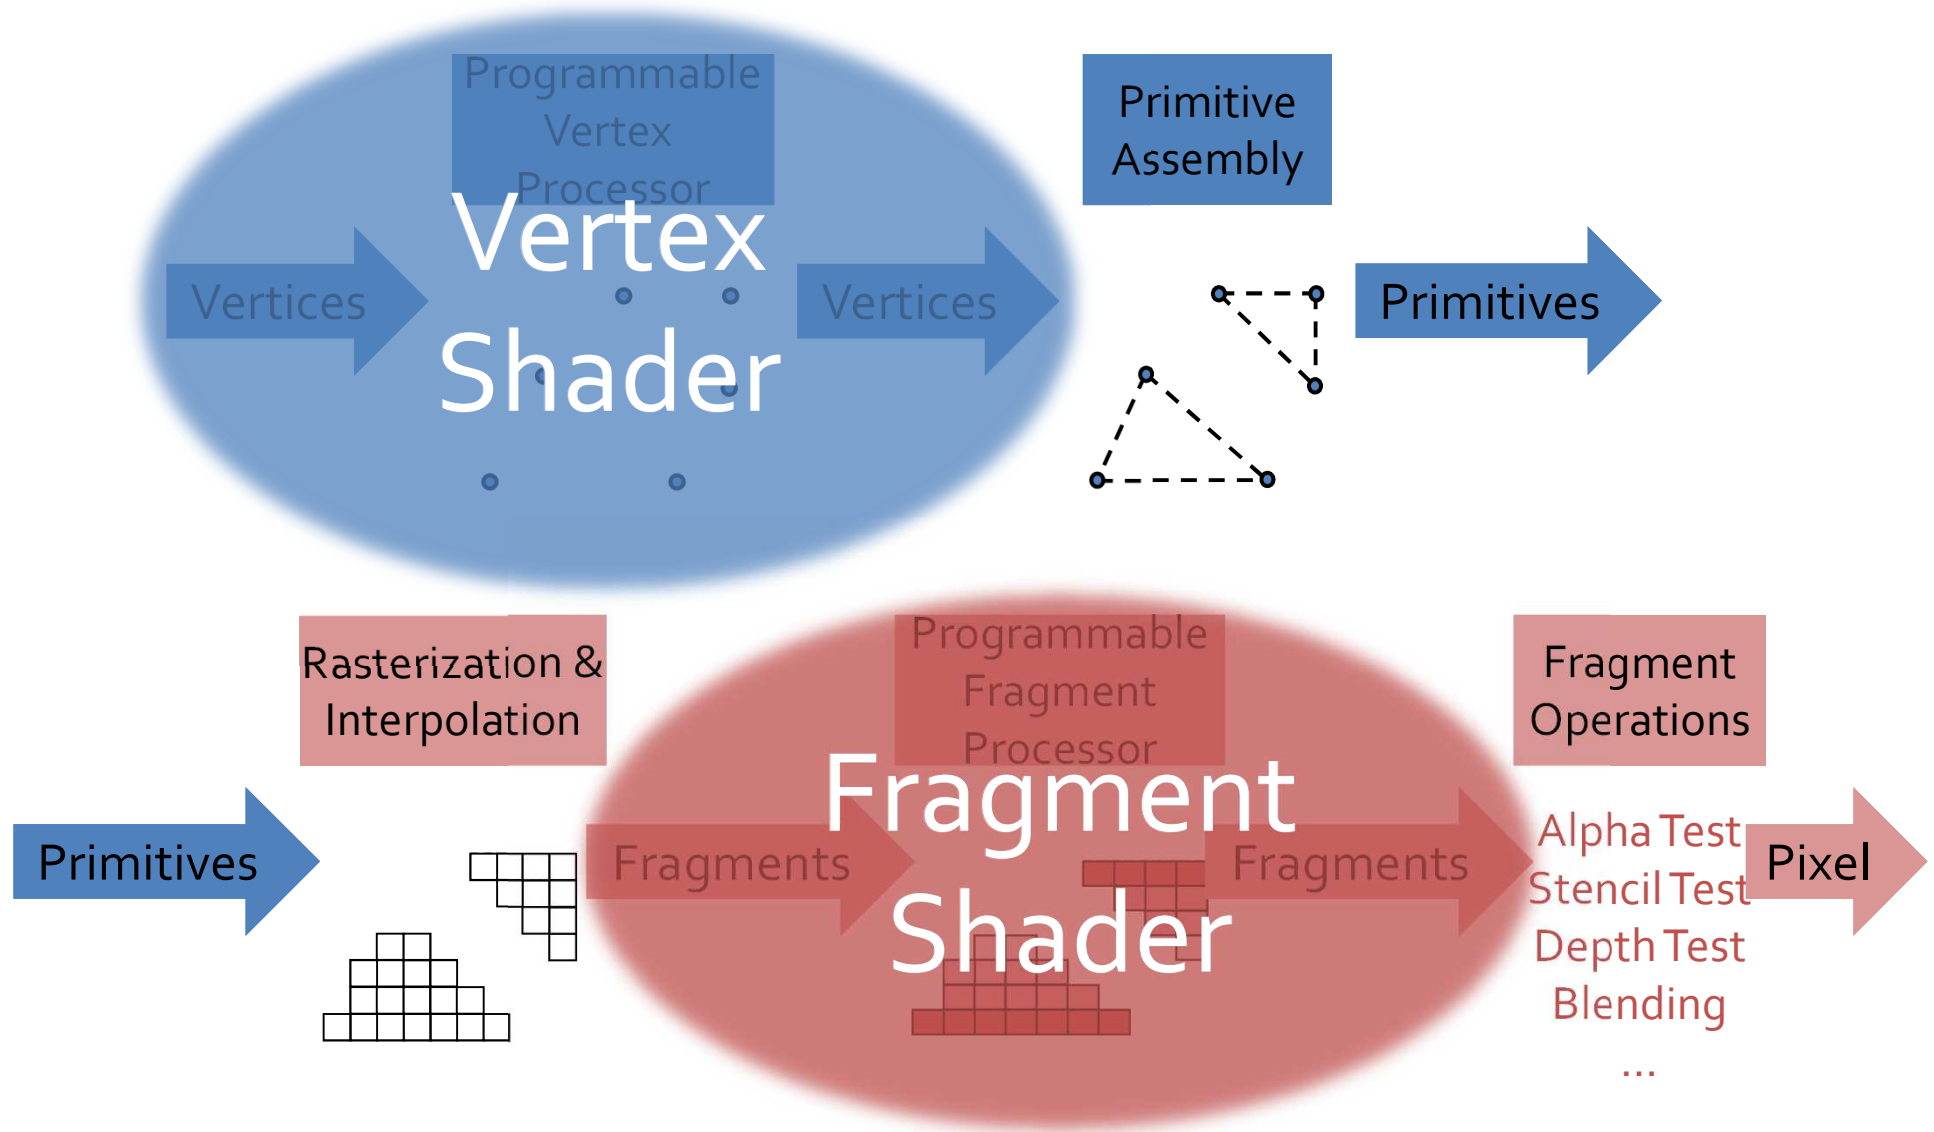 Programmable
Vertex
Processor
Vertex
Shader
Vertices
Vertices
Primitive
Assembly
Primitives
Rasterization &
Interpolation
Primitives
Programmable
Fragment
Processor
Fragment
Shader
Fragments
Fragments
Fragment
Operations
Alpha Test
Stencil Test
Depth Test
Blending
...
Pixel